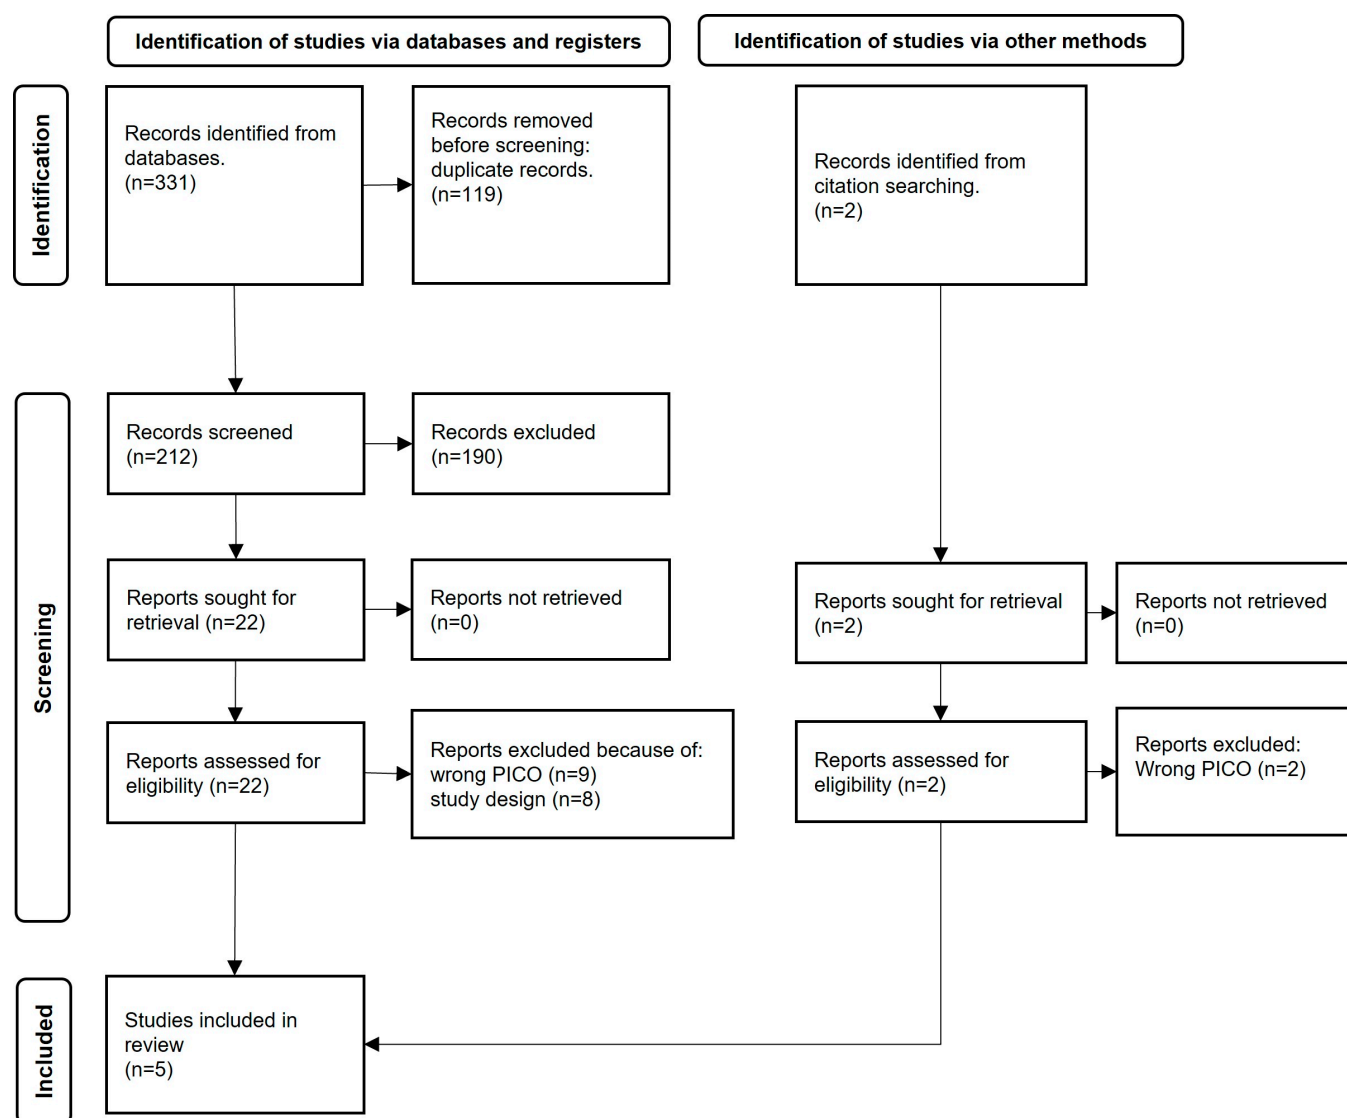 Identification of studies via databases and registers
Identification of studies via other methods
Identification
Records identified from
databases.
(n=331)
Records removed
before screening:
duplicate records.
(n=119)
Records identified from
citation searching.
(n=2)
Screening
Records screened
(n=212)
Records excluded
(n=190)
Reports sought for
retrieval (n=22)
Reports not retrieved
(n=0)
Reports sought for retrieval
(n=2)
Reports not retrieved
(n=0)
Reports assessed for
eligibility (n=22)
Reports excluded because of:
wrong PICO (n=9)
study design (n=8)
Reports assessed for
eligibility (n=2)
Reports excluded:
Wrong PICO (n=2)
Included
Studies included in
review
(n=5)